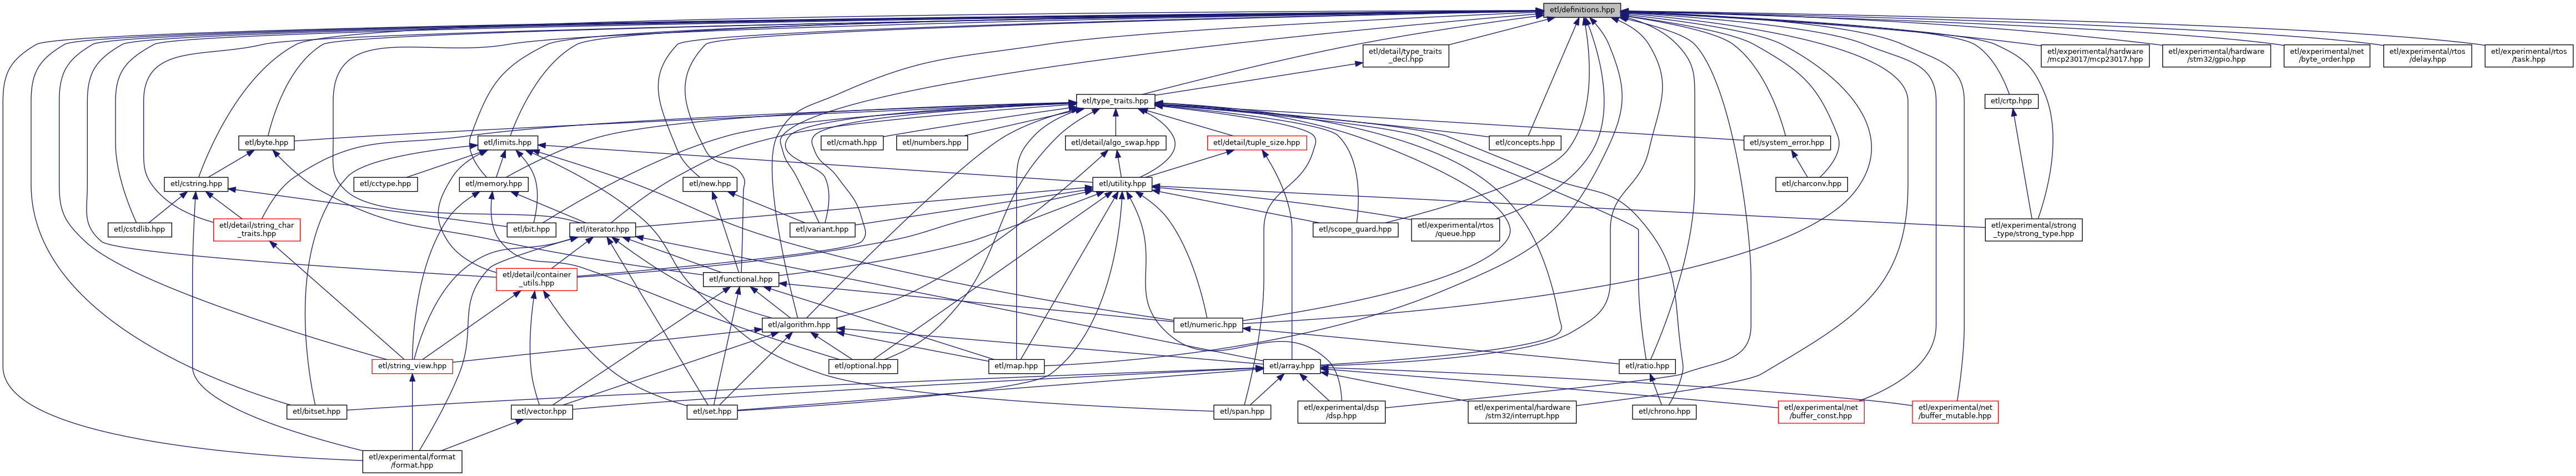 etl/definitions.hpp
etl/detail/type_traits
_decl.hpp
etl/experimental/hardware
/mcp23017/mcp23017.hpp
etl/experimental/hardware
/stm32/gpio.hpp
etl/experimental/net
/byte_order.hpp
etl/experimental/rtos
/delay.hpp
etl/experimental/rtos
/task.hpp
etl/type_traits.hpp
etl/crtp.hpp
etl/byte.hpp
etl/limits.hpp
etl/cmath.hpp
etl/numbers.hpp
etl/detail/algo_swap.hpp
etl/detail/tuple_size.hpp
etl/concepts.hpp
etl/system_error.hpp
etl/cstring.hpp
etl/cctype.hpp
etl/memory.hpp
etl/new.hpp
etl/utility.hpp
etl/charconv.hpp
etl/cstdlib.hpp
etl/detail/string_char
_traits.hpp
etl/bit.hpp
etl/iterator.hpp
etl/variant.hpp
etl/scope_guard.hpp
etl/experimental/rtos
/queue.hpp
etl/experimental/strong
_type/strong_type.hpp
etl/detail/container
_utils.hpp
etl/functional.hpp
etl/algorithm.hpp
etl/numeric.hpp
etl/string_view.hpp
etl/optional.hpp
etl/map.hpp
etl/array.hpp
etl/ratio.hpp
etl/bitset.hpp
etl/vector.hpp
etl/set.hpp
etl/span.hpp
etl/experimental/dsp
/dsp.hpp
etl/experimental/hardware
/stm32/interrupt.hpp
etl/chrono.hpp
etl/experimental/net
/buffer_const.hpp
etl/experimental/net
/buffer_mutable.hpp
etl/experimental/format
/format.hpp